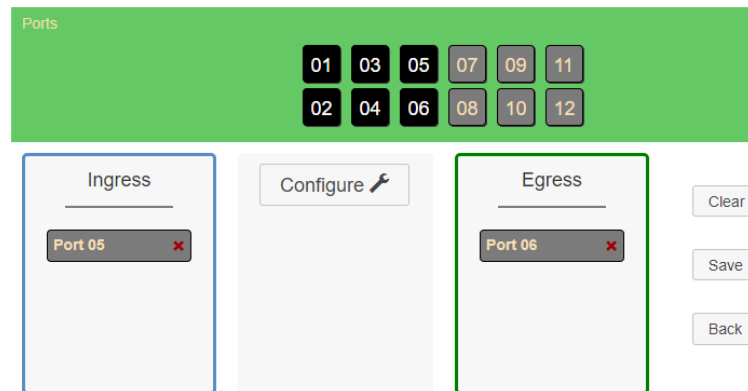 Ports
01 03 05 07 09 11
02 04 06 08 10 12
Ingress
Configure
Egress
Clear
Port 05
Port 06
Save
Back